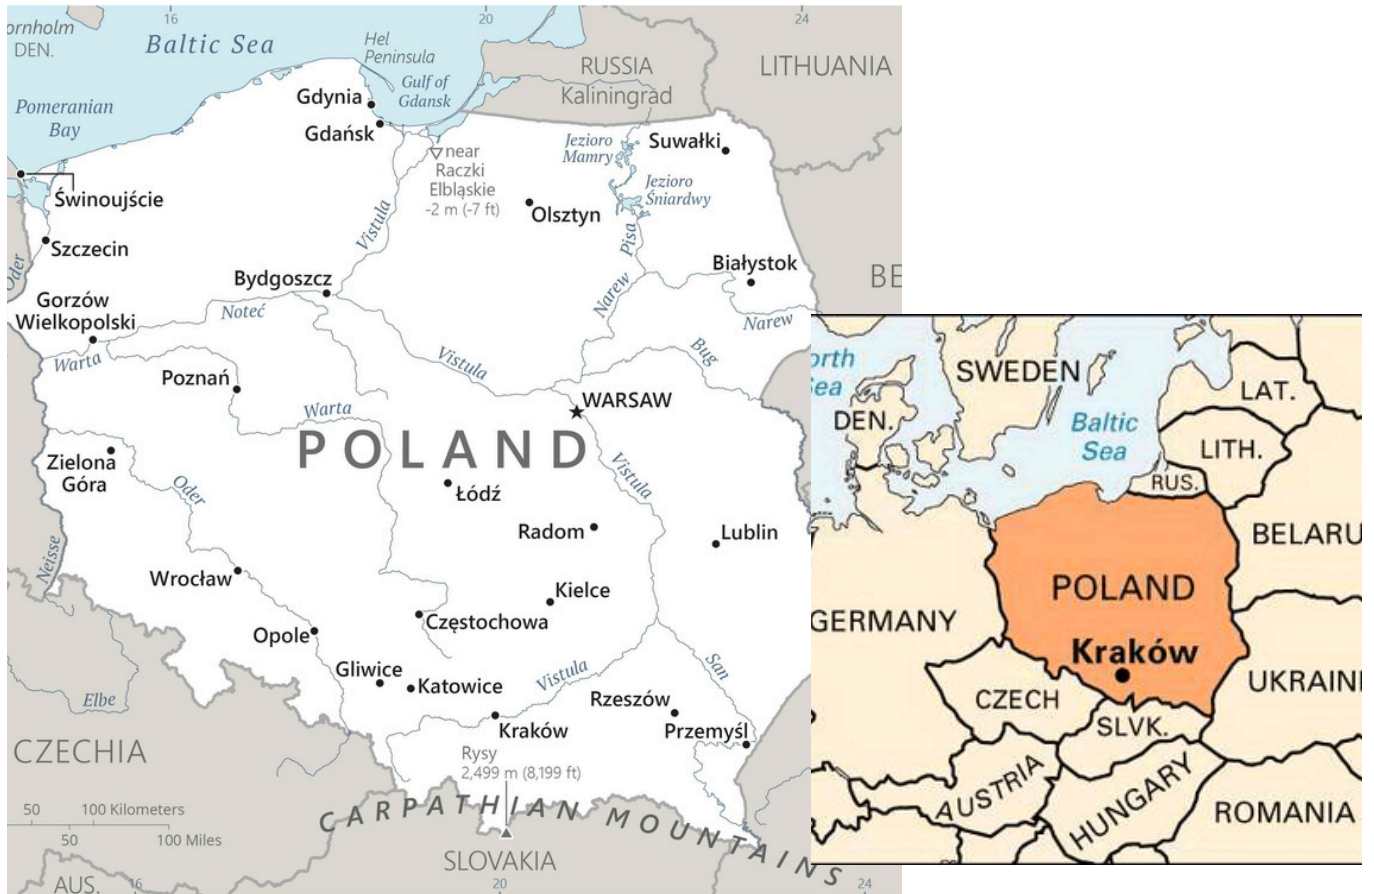 16
20
24
ornholm
DEN.
Baltic Sea
Hel
Peninsula
Gulf of
Gdansk
RUSSIA
Kaliningrad
LITHUANIA
Pomeranian
Bay
Gdynia
Gdańsk
near
Raczki
Elbląskie
-2 m (-7 ft)
Jezioro
Mamry
Suwałki
Jezioro
Śniardwy
Świnoujście
Olsztyn
Vistula
Pisa
Szczecin
Oder
Bydgoszcz
Białystok
BE
Narew
Narew
Gorzów
Wielkopolski
Noteć
Warta
Vistula
Bug
Poznań
Warta
WARSAW
POLAND
Zielona
Góra
Oder
Łódź
Vistula
Radom
Lublin
Neisse
Wrocław
Kielce
Częstochowa
Opole
Gliwice
Katowice
Vistula
San
Rzeszów
Elbe
Kraków
Przemyśl
CZECHIA
Rysy
2,499 m (8,199 ft)
CARPATHIAN MOUNTAINS
50 100 Kilometers
50 100 Miles
SLOVAKIA
AUS.
16
20
24
orth
ea
SWEDEN
DEN.
Baltic
Sea
LAT.
LITH.
RUS.
BELARU
POLAND
GERMANY
Kraków
CZECH
SLVK.
UKRAINI
AUSTRIA
HUNGARY
ROMANIA